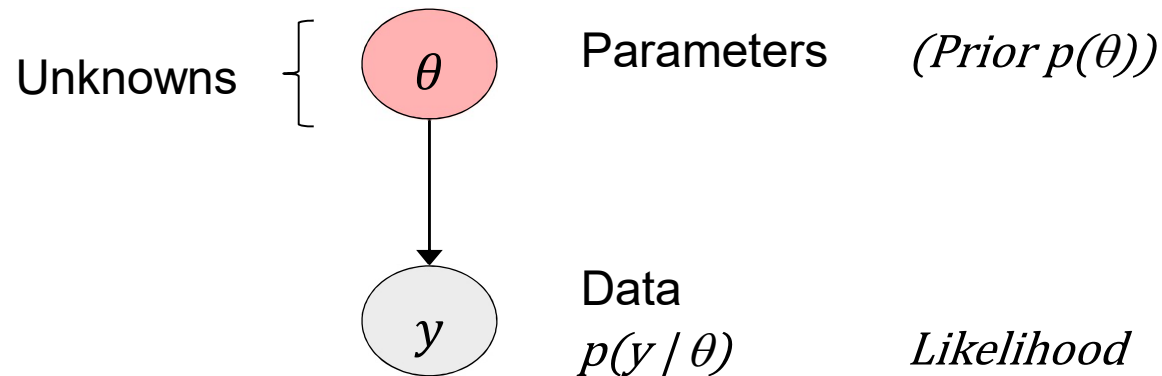 Unknowns
θ
Parameters
(Prior p(θ))
y
Data
p(y | θ)
Likelihood